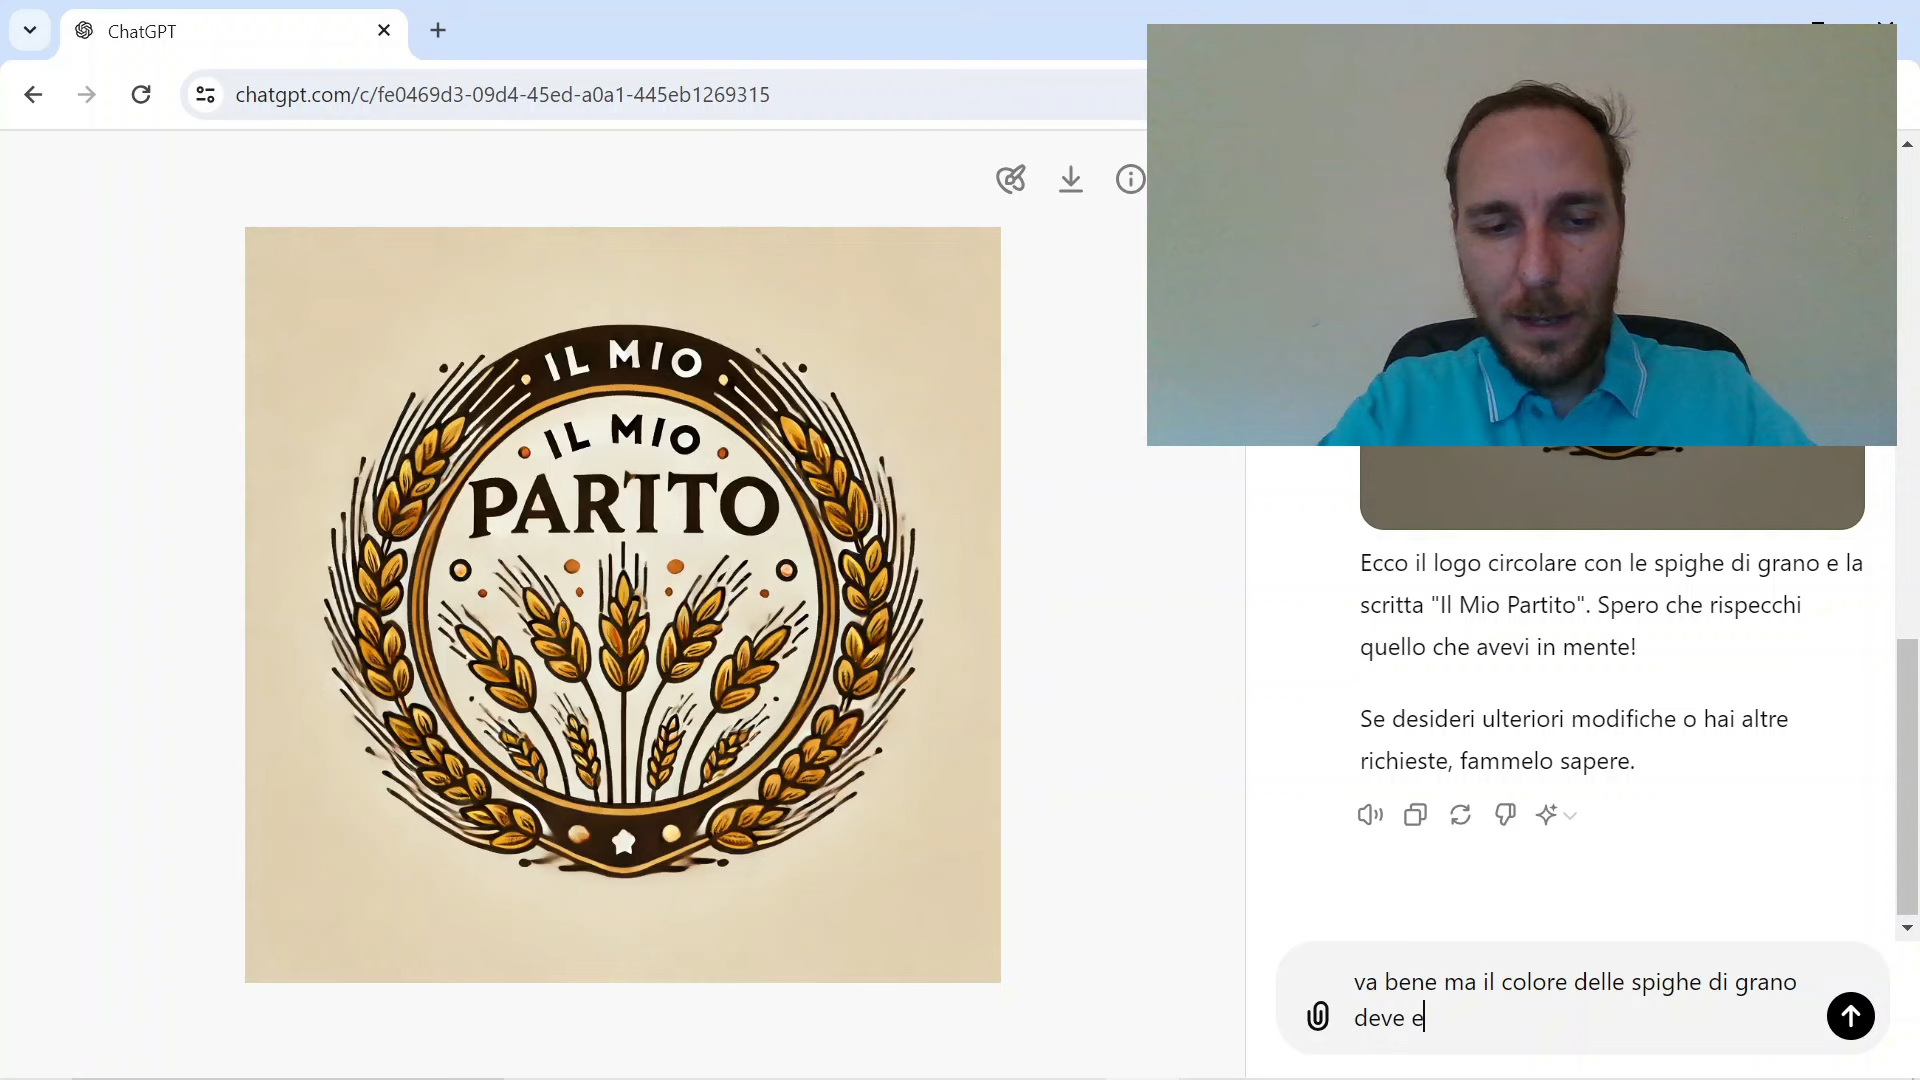 ChatGPT
chatgpt.com/c/fe0469d3-09d4-45ed-a0a1-445eb1269315
IL MIO
IL MIO
PARITO
Ecco il logo circolare con le spighe di grano e la
scritta "Il Mio Partito". Spero che rispecchi
quello che avevi in mente!
Se desideri ulteriori modifiche o hai altre
richieste, fammelo sapere.
va bene ma il colore delle spighe di grano
deve e